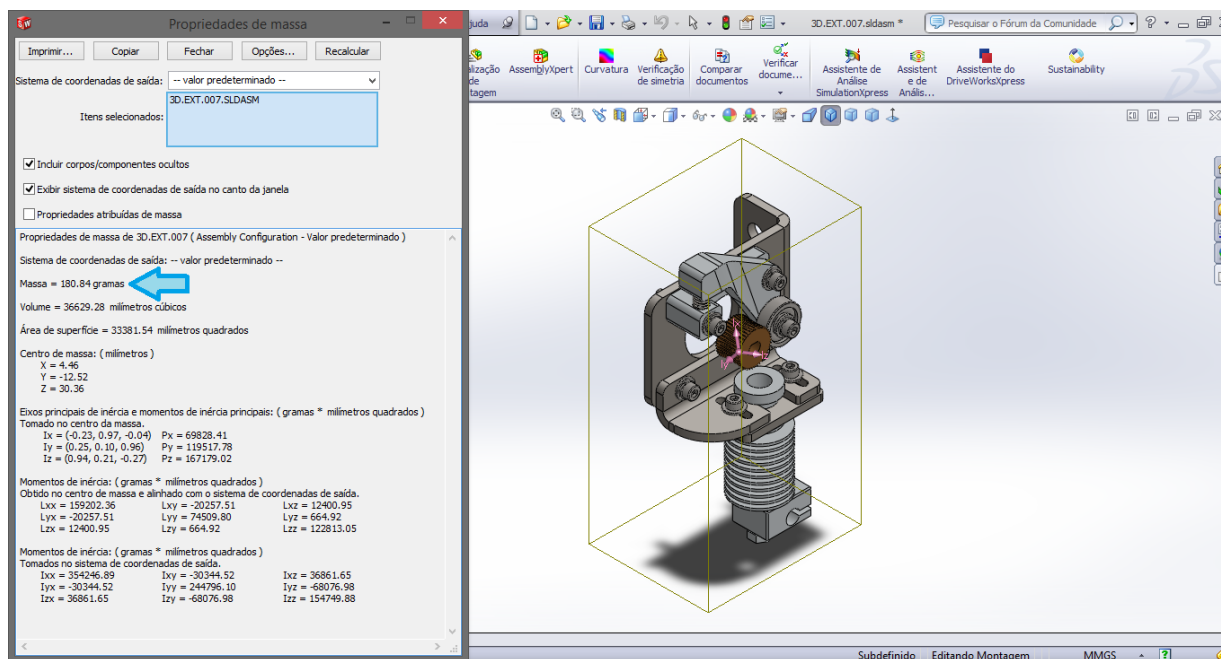 Propriedades de massa
Imprimir... Copiar Fechar Opções... Recalcular
Sistema de coordenadas de saída: -- valor predeterminado --
3D.EXT.007.SLDASM
Itens selecionados:
Incluir corpos/componentes ocultos
Exibir sistema de coordenadas de saída no canto da janela
Propriedades atribuídas de massa
Propriedades de massa de 3D.EXT.007 ( Assembly Configuration - Valor predeterminado )
Sistema de coordenadas de saída: -- valor predeterminado --
Massa = 180.84 gramas
Volume = 36629.28 milímetros cúbicos
Área de superfície = 33381.54 milímetros quadrados
Centro de massa: ( milímetros )
X = 4.46
Y = -12.52
Z = 30.36
Eixos principais de inércia e momentos de inércia principais: ( gramas * milímetros quadrados )
Tomado no centro da massa.
Ix = (-0.23, 0.97, -0.04) Px = 69828.41
Iy = (0.25, 0.10, 0.96) Py = 119517.78
Iz = (0.94, 0.21, -0.27) Pz = 167179.02
Momentos de inércia: ( gramas * milímetros quadrados )
Obtido no centro de massa e alinhado com o sistema de coordenadas de saída.
Lxx = 159202.36 Lxy = -20257.51 Lxz = 12400.95
Lyx = -20257.51 Lyy = 74509.80 Lyz = 664.92
Lzx = 12400.95 Lzy = 664.92 Lzz = 122813.05
Momentos de inércia: ( gramas * milímetros quadrados )
Tomados no sistema de coordenadas de saída.
Ixx = 354246.89 Ixy = -30344.52 Ixz = 36861.65
Iyx = -30344.52 Iyy = 244796.10 Iyz = -68076.98
Izx = 36861.65 Izy = -68076.98 Izz = 154749.88
juda 3D.EXT.007.sldasm * Pesquisar o Fórum da Comunidade
alização AssemblyXpert Curvatura Verificação Comparar Verificar Assistente de Assistent Assistente do Sustainability
de de simetria documentos docume... Análise e de DriveWorksXpress
tagem SimulationXpress Anális...
Subdefinido Editando Montagem MMGS